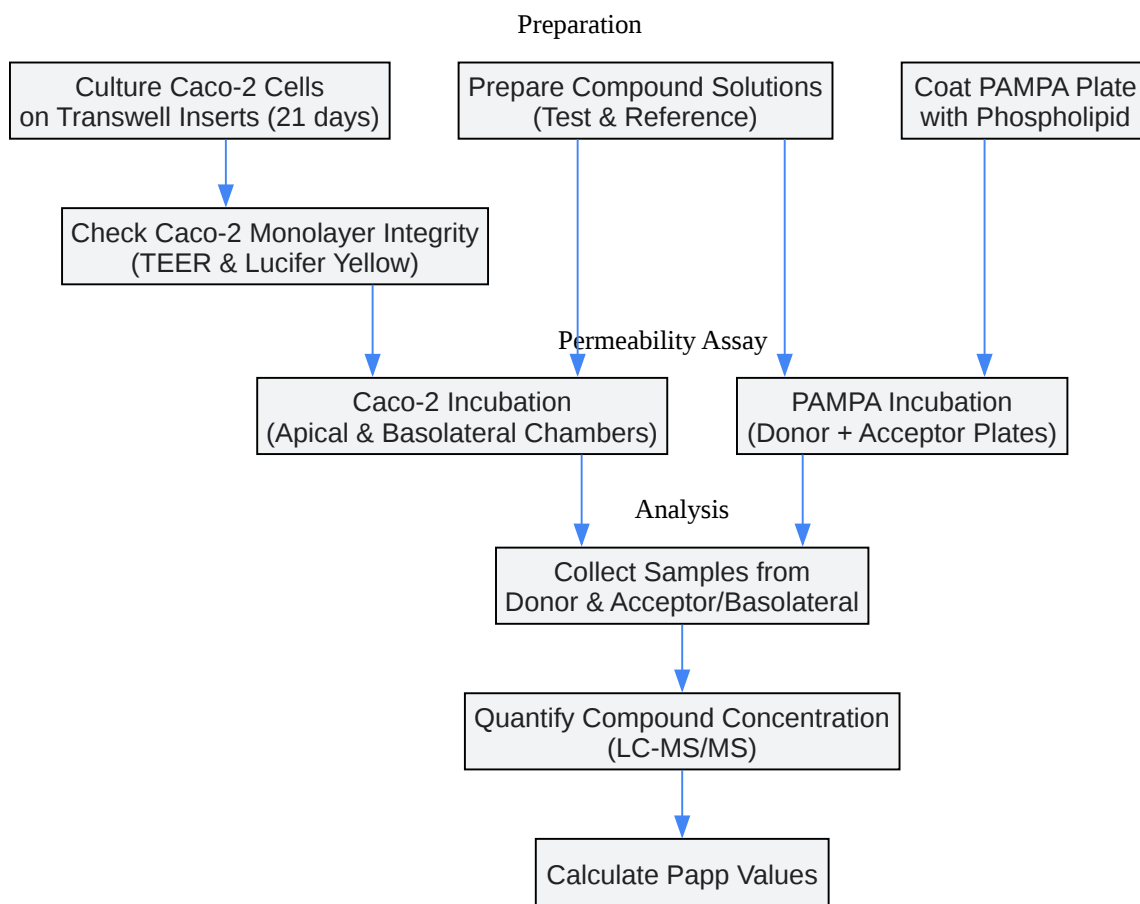 Preparation
Culture Caco-2 Cells
on Transwell Inserts (21 days)
Prepare Compound Solutions
(Test & Reference)
Coat PAMPA Plate
with Phospholipid
Check Caco-2 Monolayer Integrity
(TEER & Lucifer Yellow)
Permeability Assay
Caco-2 Incubation
(Apical & Basolateral Chambers)
PAMPA Incubation
(Donor + Acceptor Plates)
Analysis
Collect Samples from
Donor & Acceptor/Basolateral
Quantify Compound Concentration
(LC-MS/MS)
Calculate Papp Values